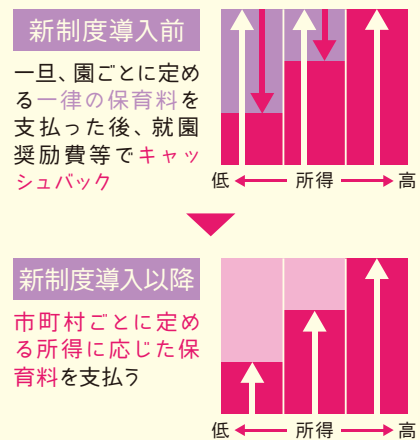 新制度導入前
一旦、園ごとに定め
る一律の保育料を
支払った後、就園
奨励費等でキャッ
シュバック
低 所得 高
新制度導入以降
市町村ごとに定め
る所得に応じた保
育料を支払う
低 所得 高